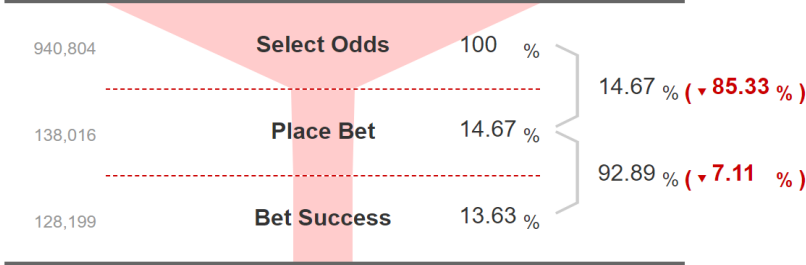 940,804 Select Odds 100 %
14.67 % ( ▼ 85.33 % )
138,016 Place Bet 14.67 %
92.89 % ( ▼ 7.11 % )
128,199 Bet Success 13.63 %